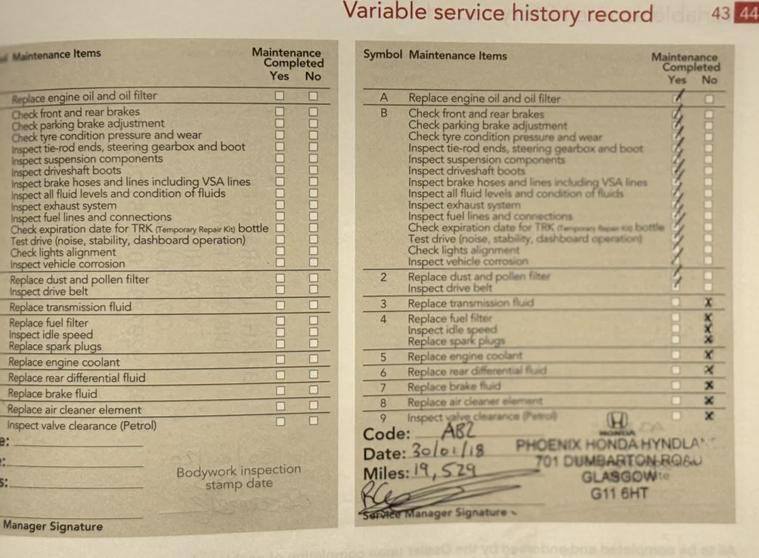 Variable service history record 43 44
Maintenance Items Maintenance Completed
Yes No
Replace engine oil and oil filter
Check front and rear brakes
Check parking brake adjustment
Check tyre condition pressure and wear
Inspect tie-rod ends, steering gearbox and boot
Inspect suspension components
Inspect driveshaft boots
Inspect brake hoses and lines including VSA lines
Inspect all fluid levels and condition of fluids
Inspect exhaust system
Inspect fuel lines and connections
Check expiration date for TRK (Temporary Repair Kit) bottle
Test drive (noise, stability, dashboard operation)
Check lights alignment
Inspect vehicle corrosion
Replace dust and pollen filter
Inspect drive belt
Replace transmission fluid
Replace fuel filter
Inspect idle speed
Replace spark plugs
Replace engine coolant
Replace rear differential fluid
Replace brake fluid
Replace air cleaner element
Inspect valve clearance (Petrol)
Bodywork inspection
stamp date
Manager Signature
Symbol Maintenance Items Maintenance Completed
Yes No
A Replace engine oil and oil filter
B Check front and rear brakes
Check parking brake adjustment
Check tyre condition pressure and wear
Inspect tie-rod ends, steering gearbox and boot
Inspect suspension components
Inspect driveshaft boots
Inspect brake hoses and lines including VSA lines
Inspect all fluid levels and condition of fluids
Inspect exhaust system
Inspect fuel lines and connections
Check expiration date for TRK (Temporary Repair Kit) bottle
Test drive (noise, stability, dashboard operation)
Check lights alignment
Inspect vehicle corrosion
2 Replace dust and pollen filter
Inspect drive belt
3 Replace transmission fluid
4 Replace fuel filter
Inspect idle speed
Replace spark plugs
5 Replace engine coolant
6 Replace rear differential fluid
7 Replace brake fluid
8 Replace air cleaner element
9 Inspect valve clearance (Petrol)
Code: AB2
Date: 30/01/18
Miles: 19,529
HONDA
PHOENIX HONDA HYNDLA
701 DUMBARTON ROAD
GLASGOW
G11 6HT
Service Manager Signature